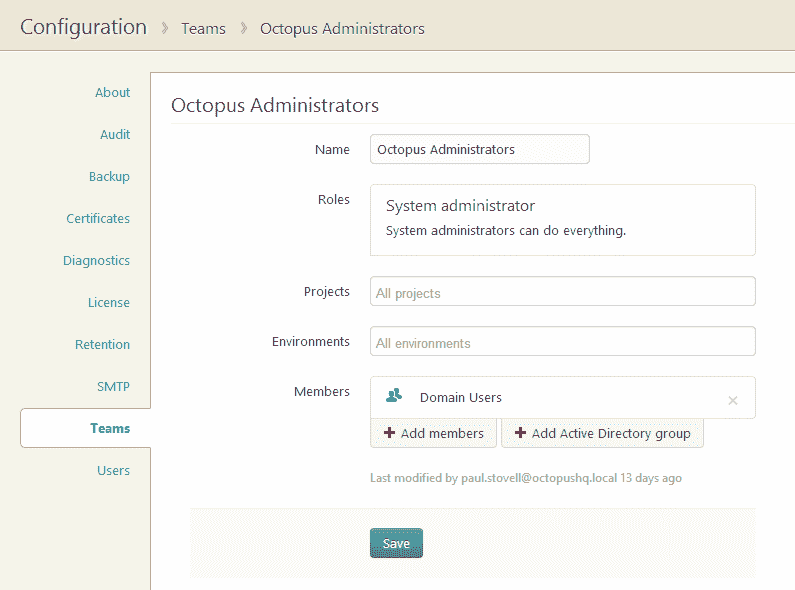 Configuration » Teams » Octopus Administrators
About
Audit
Backup
Certificates
Diagnostics
License
Retention
SMTP
Teams
Users
Octopus Administrators
Name Octopus Administrators
Roles System administrator
System administrators can do everything.
Projects All projects
Environments All environments
Members Domain Users ×
+ Add members + Add Active Directory group
Last modified by paul.stovell@octopushq.local 13 days ago
Save